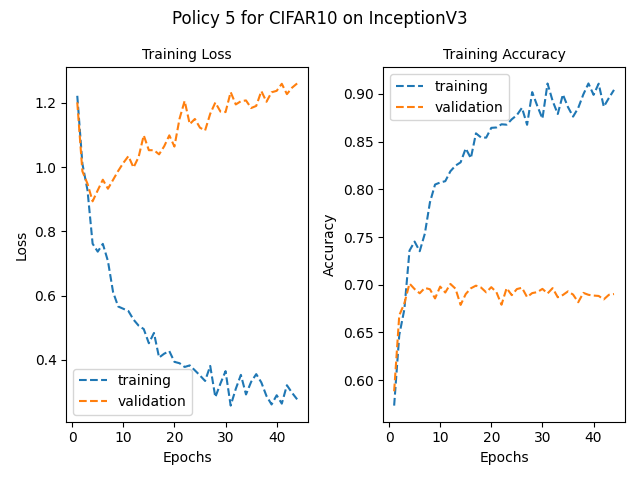 Policy 5 for CIFAR10 on InceptionV3
Training Loss
1.2
1.0
0.8
0.6
0.4
Loss
training
validation
0
10
20
30
40
Epochs
Training Accuracy
training
validation
0.90
0.85
0.80
0.75
0.70
0.65
0.60
Accuracy
0
10
20
30
40
Epochs